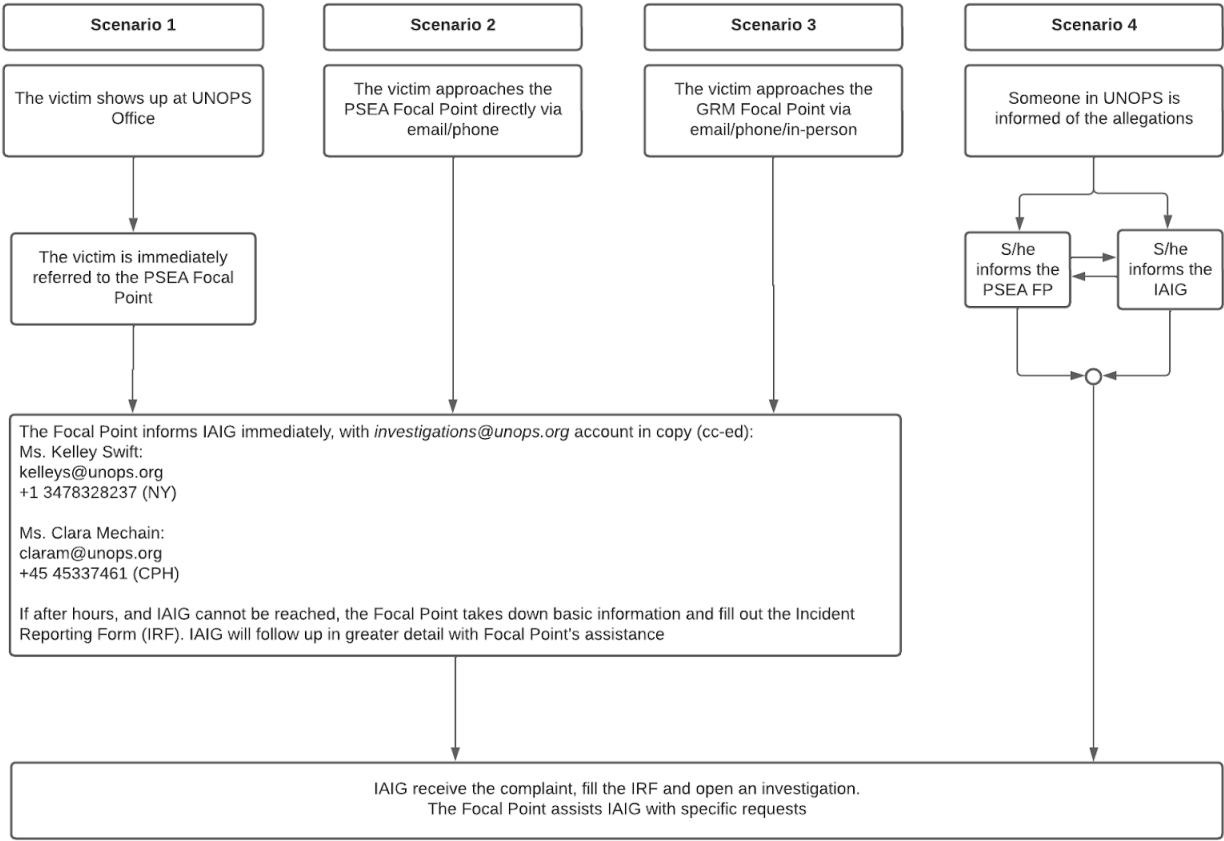 Scenario 1
Scenario 2
Scenario 3
Scenario 4
The victim shows up at UNOPS
Office
The victim approaches the
PSEA Focal Point directly via
email/phone
The victim approaches the
GRM Focal Point via
email/phone/in-person
Someone in UNOPS is
informed of the allegations
The victim is immediately
referred to the PSEA Focal
Point
S/he
informs the
PSEA FP
S/he
informs the
IAIG
The Focal Point informs IAIG immediately, with investigations@unops.org account in copy (cc-ed):
Ms. Kelley Swift:
kelleys@unops.org
+1 3478328237 (NY)
Ms. Clara Mechain:
claram@unops.org
+45 45337461 (CPH)
If after hours, and IAIG cannot be reached, the Focal Point takes down basic information and fill out the Incident
Reporting Form (IRF). IAIG will follow up in greater detail with Focal Point's assistance
IAIG receive the complaint, fill the IRF and open an investigation.
The Focal Point assists IAIG with specific requests